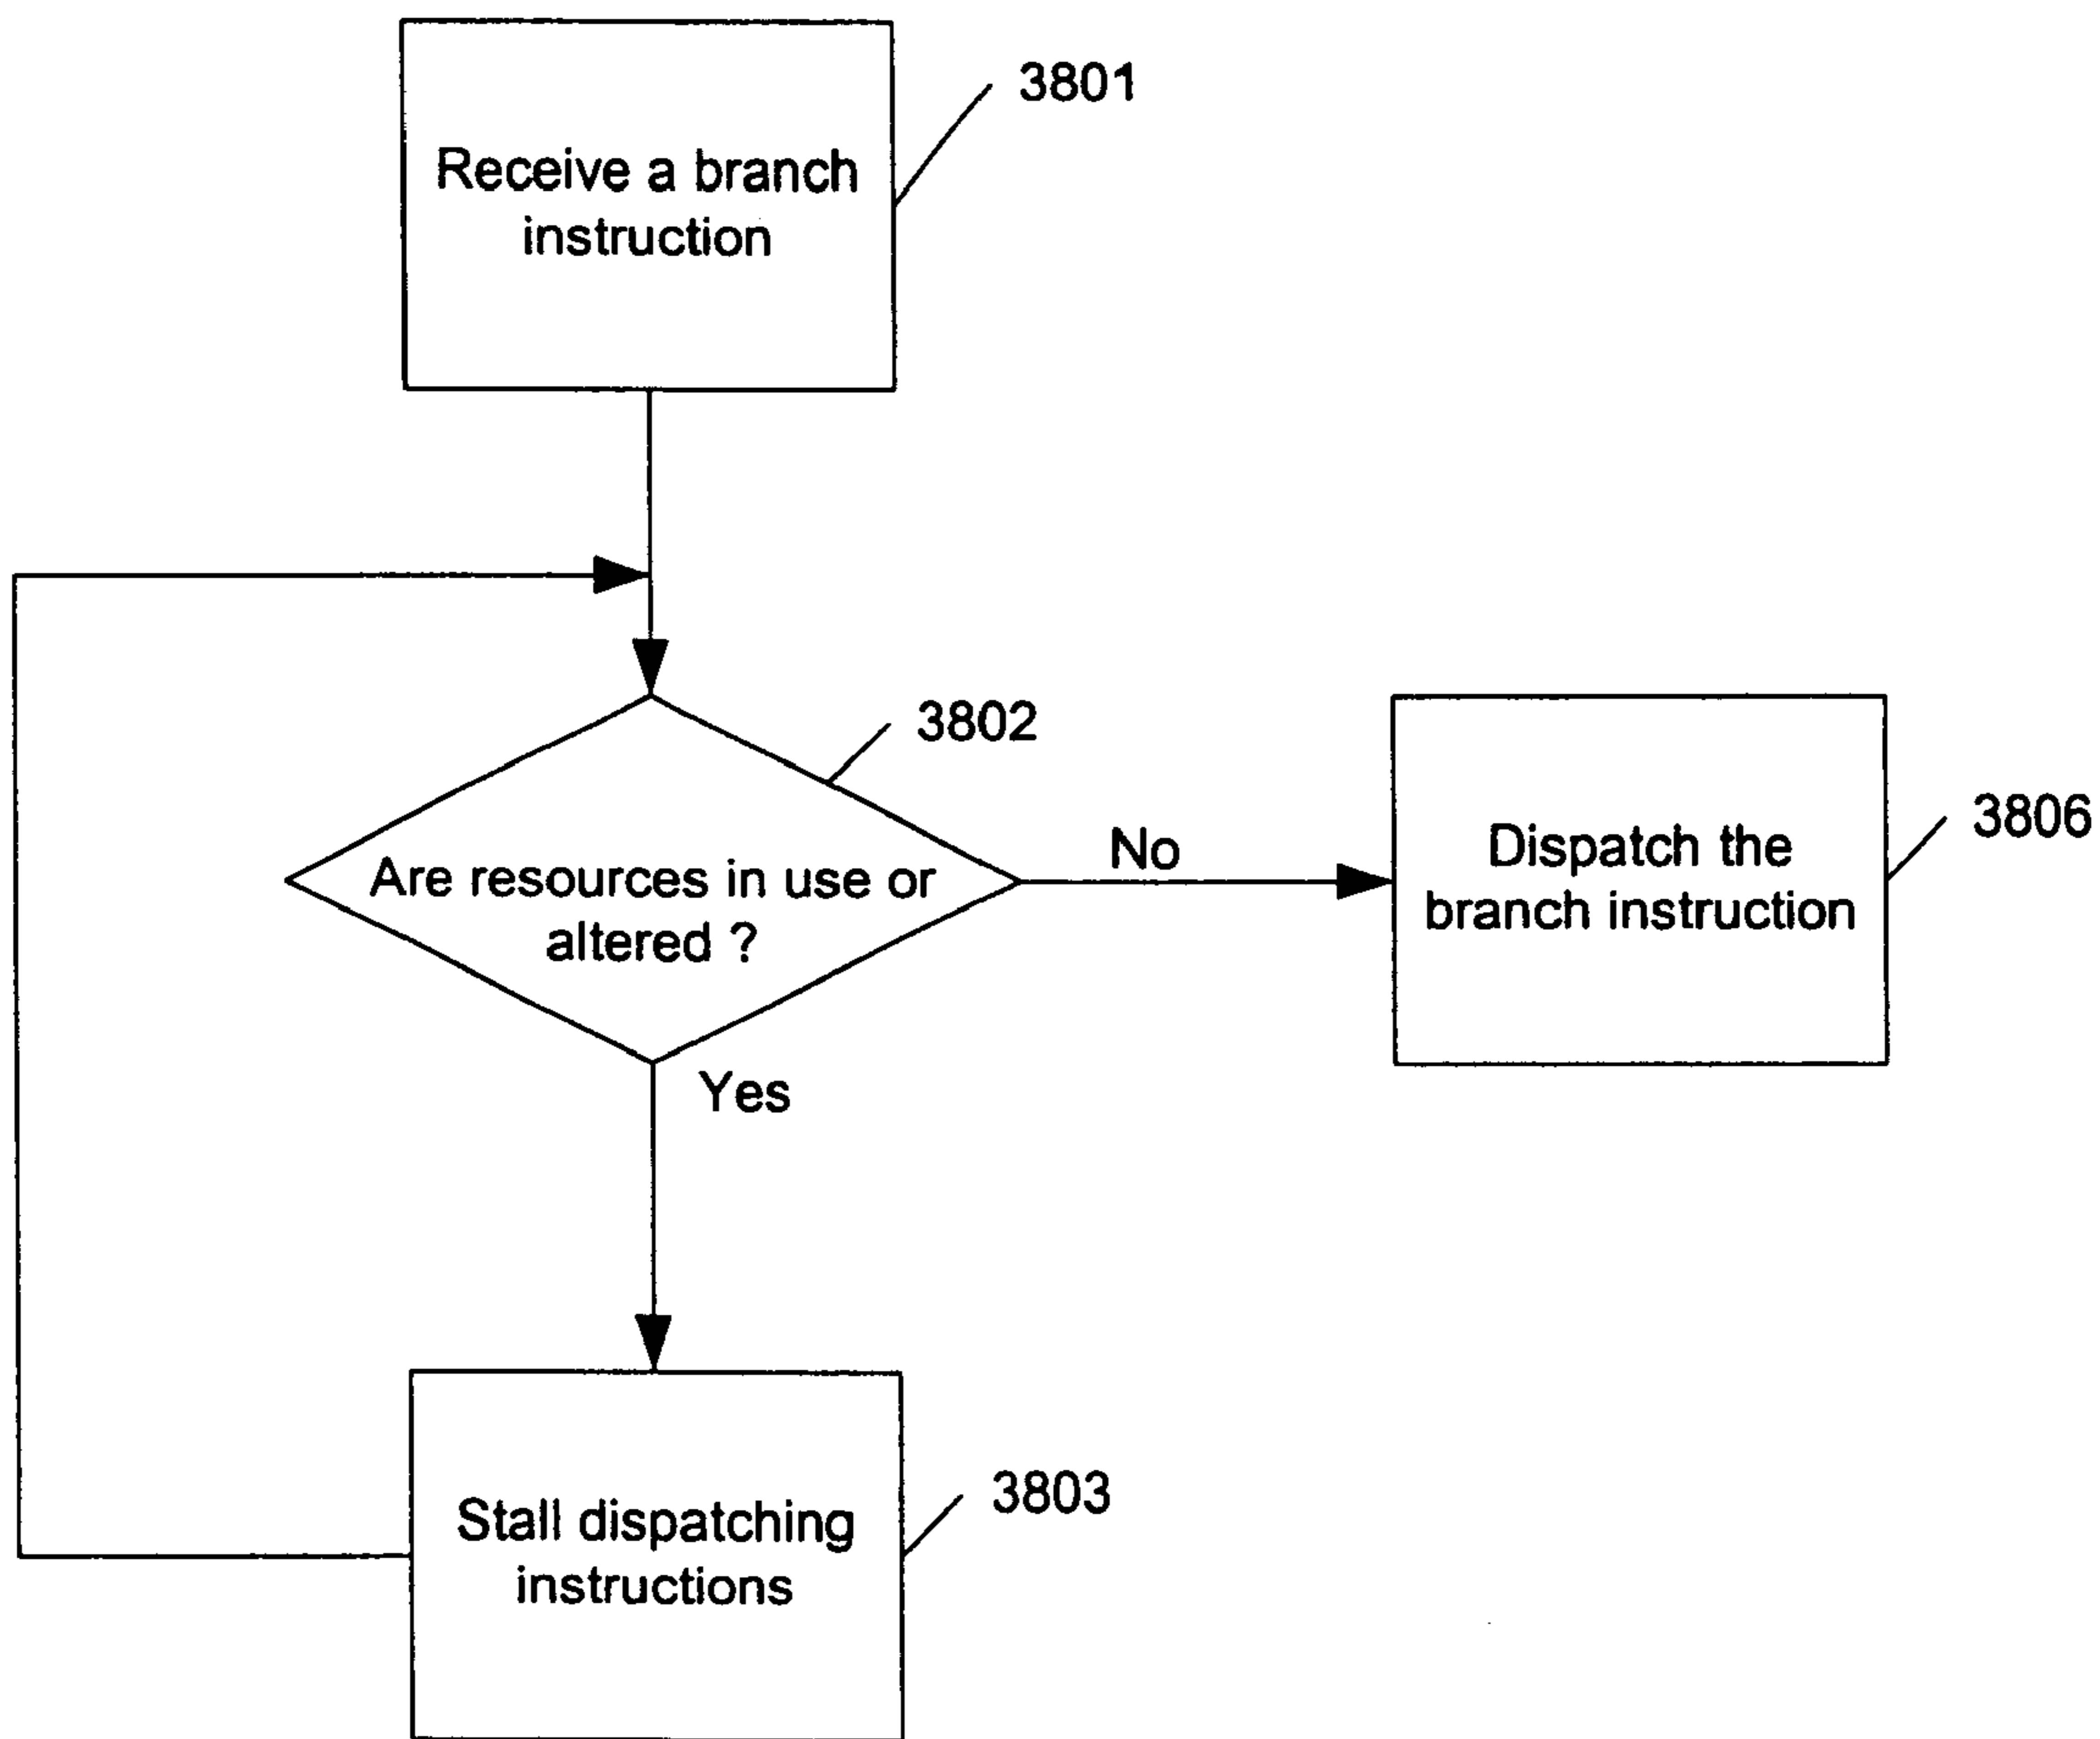 Receive a branch
instruction
3801
Are resources in use or
altered ?
3802
No
Dispatch the
branch instruction
3806
Yes
Stall dispatching
instructions
3803